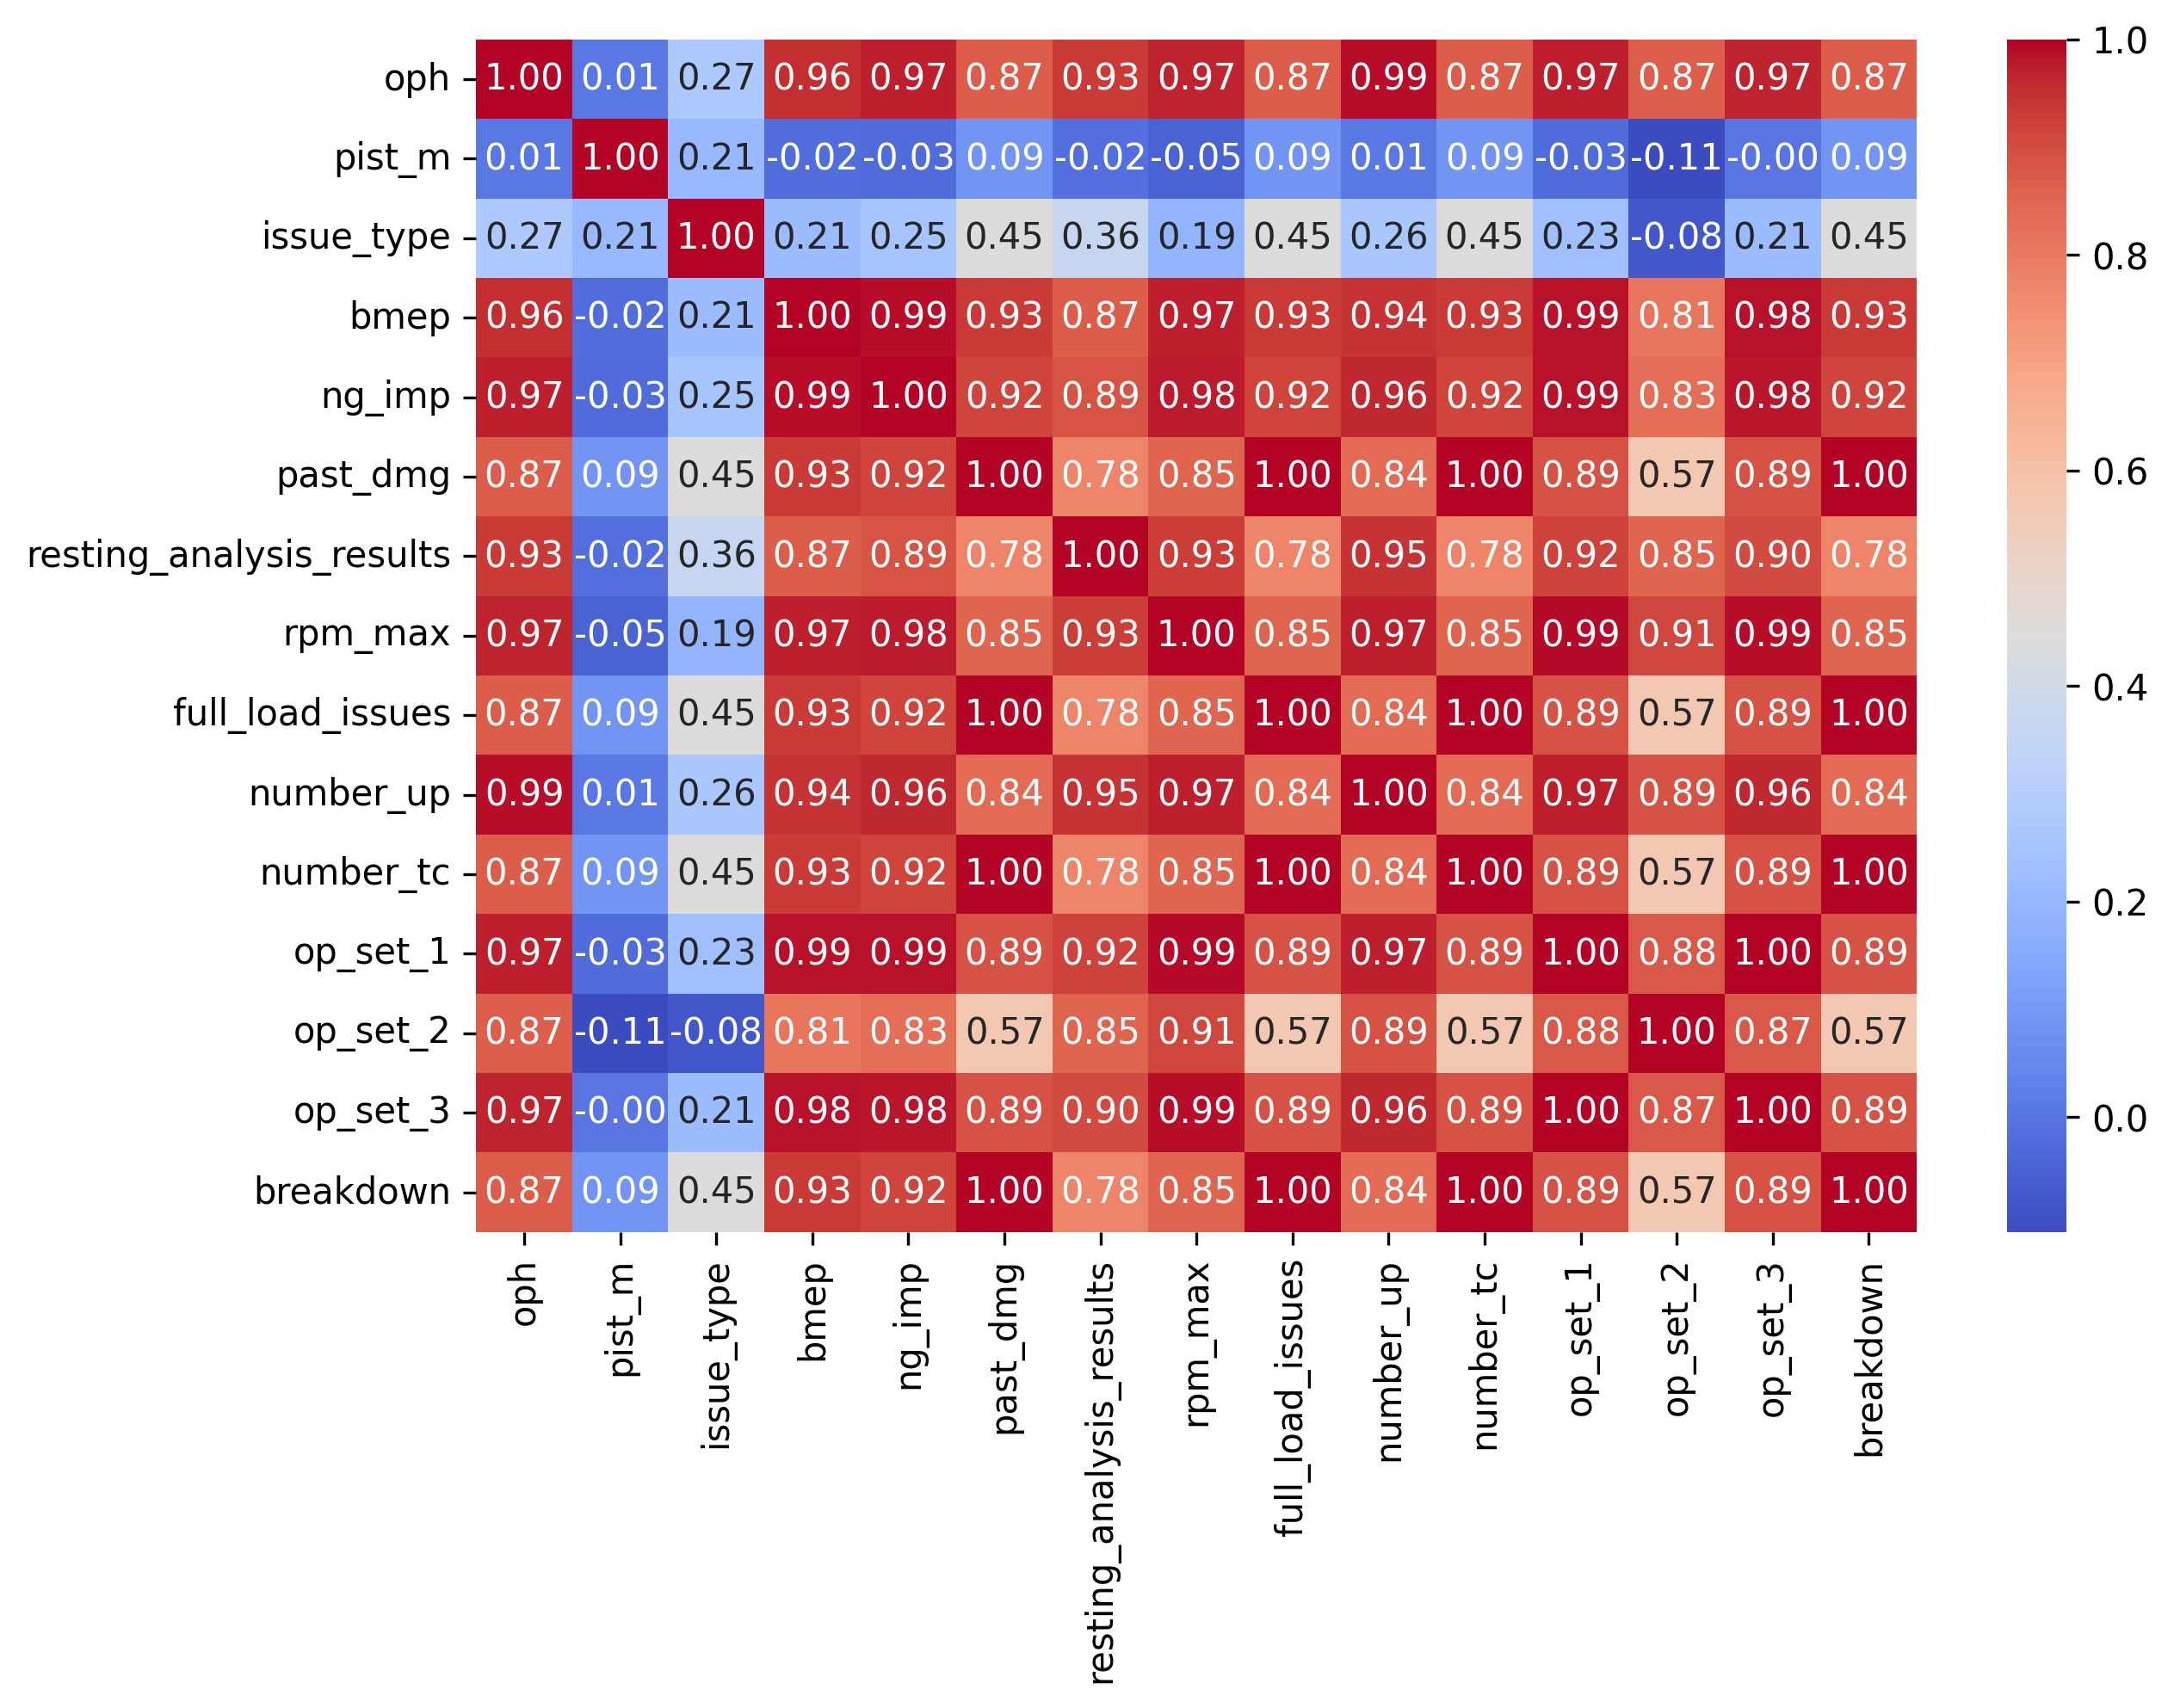 oph 1.00 0.01 0.27 0.96 0.97 0.87 0.93 0.97 0.87 0.99 0.87 0.97 0.87 0.97 0.87
pist_m 0.01 1.00 0.21 -0.02 -0.03 0.09 -0.02 -0.05 0.09 0.01 0.09 -0.03 -0.11 -0.00 0.09
issue_type 0.27 0.21 1.00 0.21 0.25 0.45 0.36 0.19 0.45 0.26 0.45 0.23 -0.08 0.21 0.45
bmep 0.96 -0.02 0.21 1.00 0.99 0.93 0.87 0.97 0.93 0.94 0.93 0.99 0.81 0.98 0.93
ng_imp 0.97 -0.03 0.25 0.99 1.00 0.92 0.89 0.98 0.92 0.96 0.92 0.99 0.83 0.98 0.92
past_dmg 0.87 0.09 0.45 0.93 0.92 1.00 0.78 0.85 1.00 0.84 1.00 0.89 0.57 0.89 1.00
resting_analysis_results 0.93 -0.02 0.36 0.87 0.89 0.78 1.00 0.93 0.78 0.95 0.78 0.92 0.85 0.90 0.78
rpm_max 0.97 -0.05 0.19 0.97 0.98 0.85 0.93 1.00 0.85 0.97 0.85 0.99 0.91 0.99 0.85
full_load_issues 0.87 0.09 0.45 0.93 0.92 1.00 0.78 0.85 1.00 0.84 1.00 0.89 0.57 0.89 1.00
number_up 0.99 0.01 0.26 0.94 0.96 0.84 0.95 0.97 0.84 1.00 0.84 0.97 0.89 0.96 0.84
number_tc 0.87 0.09 0.45 0.93 0.92 1.00 0.78 0.85 1.00 0.84 1.00 0.89 0.57 0.89 1.00
op_set_1 0.97 -0.03 0.23 0.99 0.99 0.89 0.92 0.99 0.89 0.97 0.89 1.00 0.88 1.00 0.89
op_set_2 0.87 -0.11 -0.08 0.81 0.83 0.57 0.85 0.91 0.57 0.89 0.57 0.88 1.00 0.87 0.57
op_set_3 0.97 -0.00 0.21 0.98 0.98 0.89 0.90 0.99 0.89 0.96 0.89 1.00 0.87 1.00 0.89
breakdown 0.87 0.09 0.45 0.93 0.92 1.00 0.78 0.85 1.00 0.84 1.00 0.89 0.57 0.89 1.00
oph
pist_m
issue_type
bmep
ng_imp
past_dmg
resting_analysis_results
rpm_max
full_load_issues
number_up
number_tc
op_set_1
op_set_2
op_set_3
breakdown
1.0
0.8
0.6
0.4
0.2
0.0